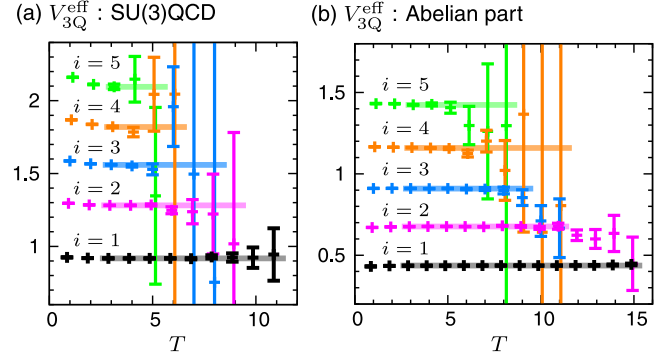 (a) V_3Q^eff : SU(3)QCD
2
1.5
1
i = 5
i = 4
i = 3
i = 2
i = 1
0 5 10
T
(b) V_3Q^eff : Abelian part
1.5
1
0.5
i = 5
i = 4
i = 3
i = 2
i = 1
0 5 10 15
T